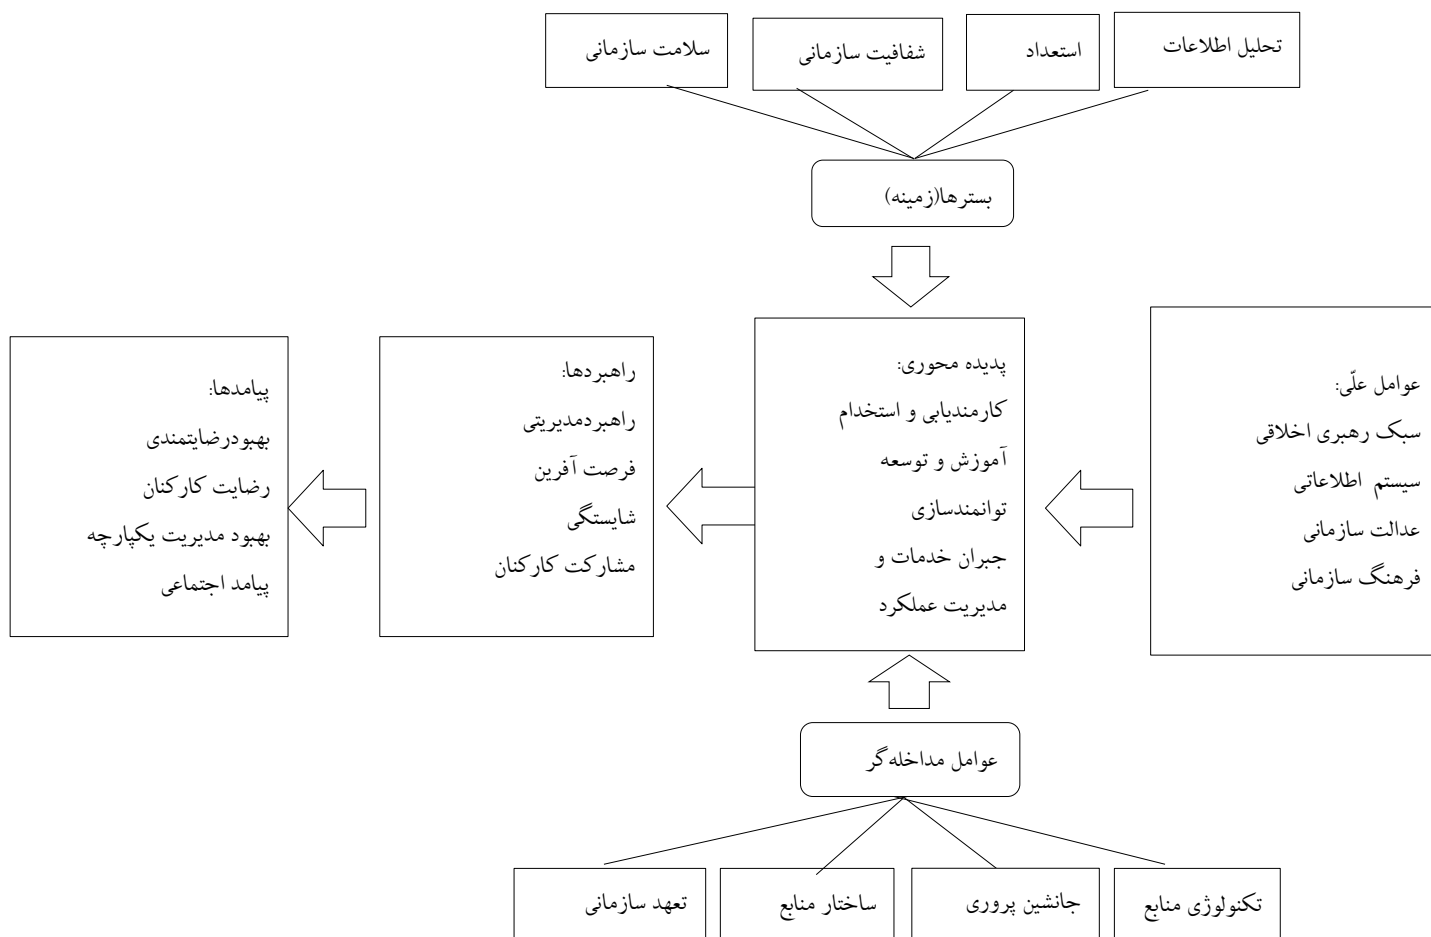 تحلیل اطلاعات
استعداد
شفافیت سازمانی
سلامت سازمانی
بسترها(زمینه)
عوامل علّی:
سبک رهبری اخلاقی
سیستم اطلاعاتی
عدالت سازمانی
فرهنگ سازمانی
پدیده محوری:
کارمندیابی و استخدام
آموزش و توسعه
توانمندسازی
جبران خدمات و
مدیریت عملکرد
راهبردها:
راهبردمدیریتی
فرصت آفرین
شایستگی
مشارکت کارکنان
پیامدها:
بهبودرضایتمندی
رضایت کارکنان
بهبود مدیریت یکپارچه
پیامد اجتماعی
عوامل مداخله‌گر
تکنولوژی منابع
جانشین پروری
ساختار منابع
تعهد سازمانی